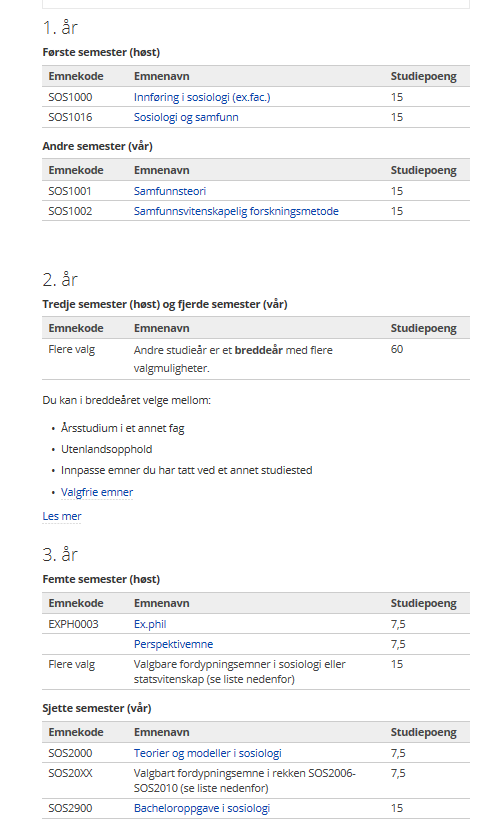 1. år
Første semester (høst)
Emnekode Emnenavn Studiepoeng
SOS1000 Innføring i sosiologi (ex.fac.) 15
SOS1016 Sosiologi og samfunn 15
Andre semester (vår)
Emnekode Emnenavn Studiepoeng
SOS1001 Samfunnsteori 15
SOS1002 Samfunnsvitenskapelig forskningsmetode 15
2. år
Tredje semester (høst) og fjerde semester (vår)
Emnekode Emnenavn Studiepoeng
Flere valg Andre studieår er et breddeår med flere 60
valgmuligheter.
Du kan i breddeåret velge mellom:
• Årsstudium i et annet fag
• Utenlandsopphold
• Innpasse emner du har tatt ved et annet studiested
• Valgfrie emner
Les mer
3. år
Femte semester (høst)
Emnekode Emnenavn Studiepoeng
EXPH0003 Ex.phil 7,5
Perspektivemne 7,5
Flere valg Valgbare fordypningsemner i sosiologi eller 15
statsvitenskap (se liste nedenfor)
Sjette semester (vår)
Emnekode Emnenavn Studiepoeng
SOS2000 Teorier og modeller i sosiologi 7,5
SOS20XX Valgbart fordypningsemne i rekken SOS2006- 7,5
SOS2010 (se liste nedenfor)
SOS2900 Bacheloroppgave i sosiologi 15